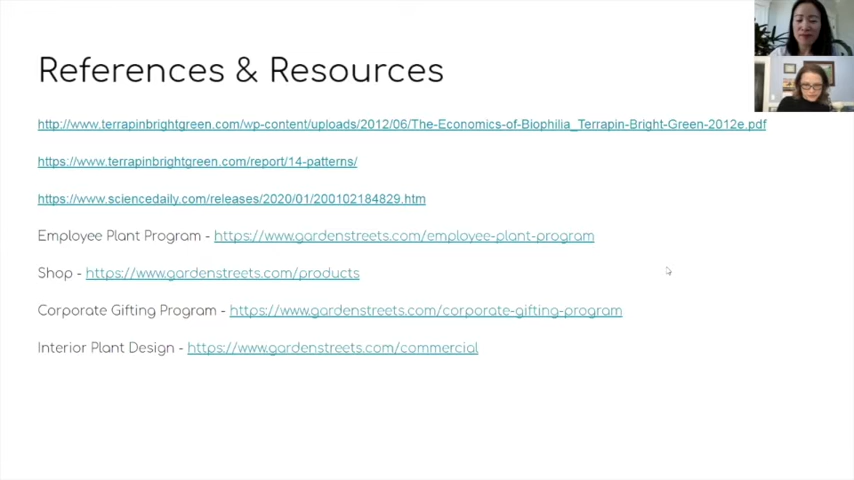 References & Resources
http://www.terrapinbrightgreen.com/wp-content/uploads/2012/06/The-Economics-of-Biophilia_Terrapin-Bright-Green-2012e.pdf
https://www.terrapinbrightgreen.com/report/14-patterns/
https://www.sciencedaily.com/releases/2020/01/200102184829.htm
Employee Plant Program - https://www.gardenstreets.com/employee-plant-program
Shop - https://www.gardenstreets.com/products
Corporate Gifting Program - https://www.gardenstreets.com/corporate-gifting-program
Interior Plant Design - https://www.gardenstreets.com/commercial